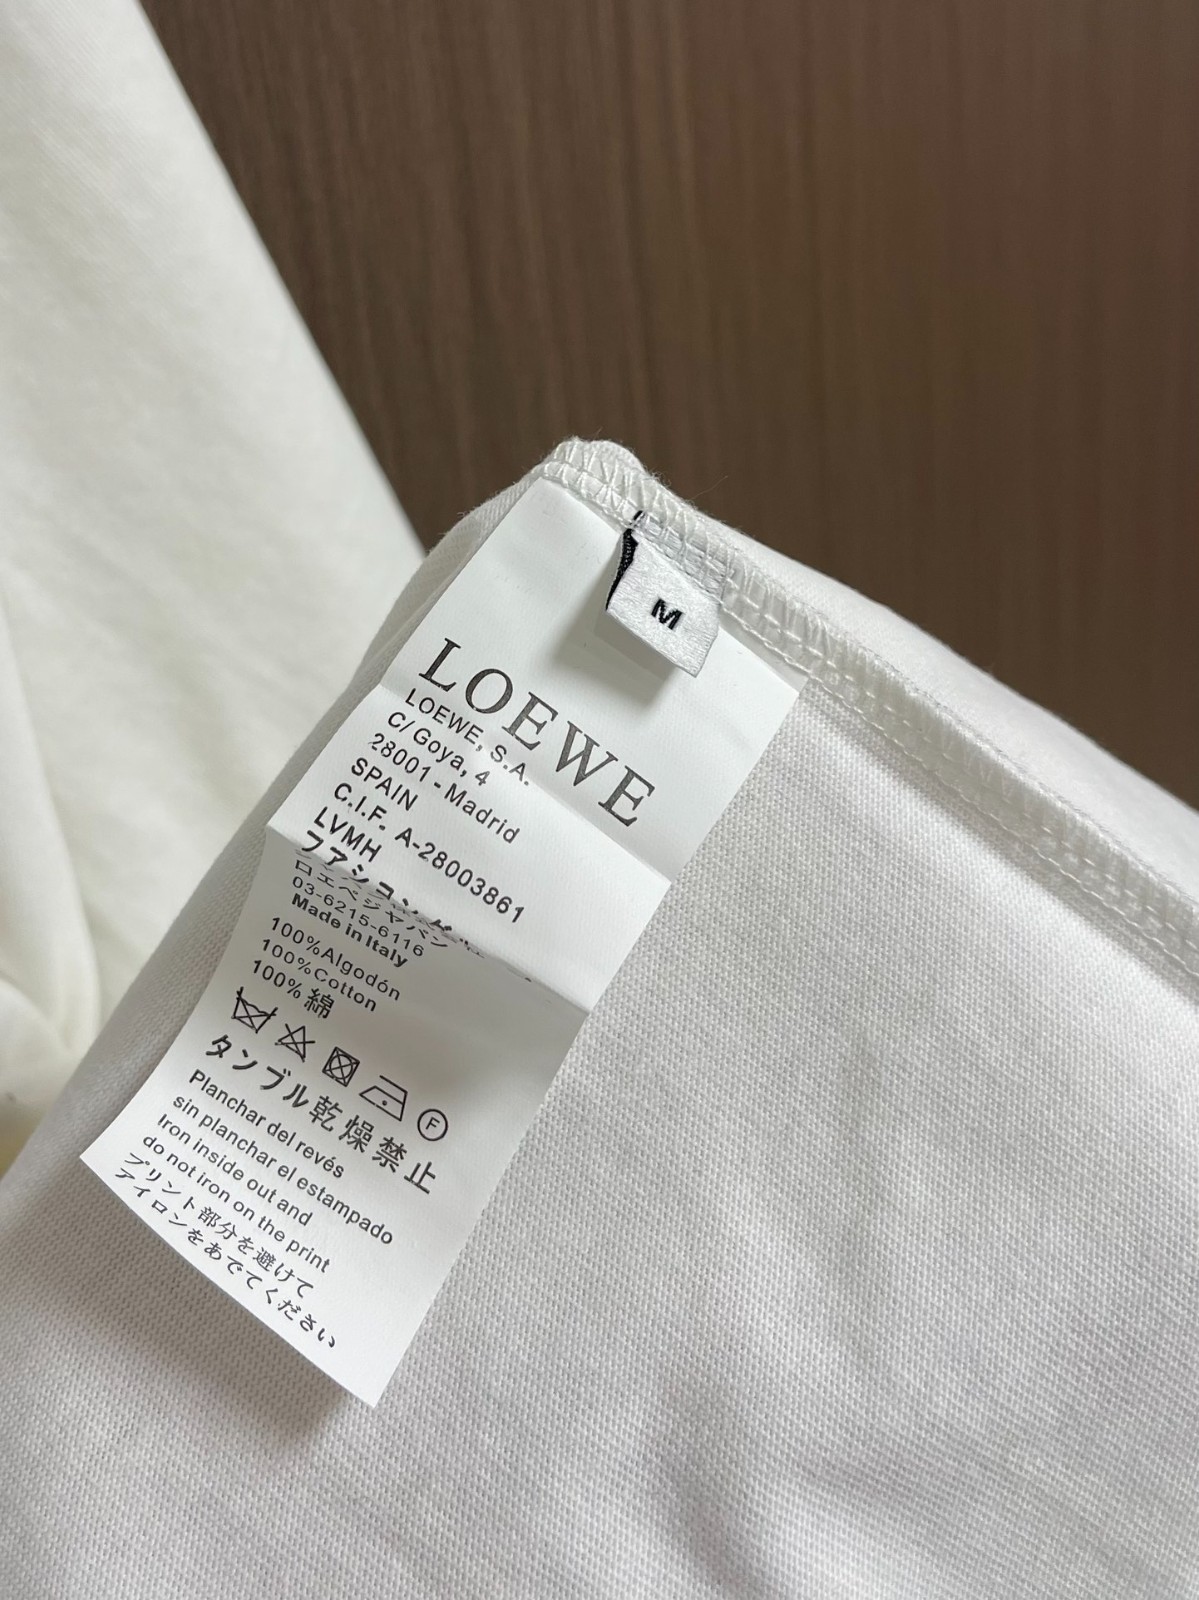 M
LOEWE
LOEWE, S.A.
C/ Goya, 4
28001 - Madrid
SPAIN
C.I.F. A-28003861
LVMH
ファションググ
ロエベジャパン
03-6215-6116
Made in Italy
100%Algodón
100%Cotton
100%綿
F
タンブル乾燥禁止
Planchar del revés
sin planchar el estampado
Iron inside out and
do not iron on the print
プリント部分を避けて
アイロンをあでてください